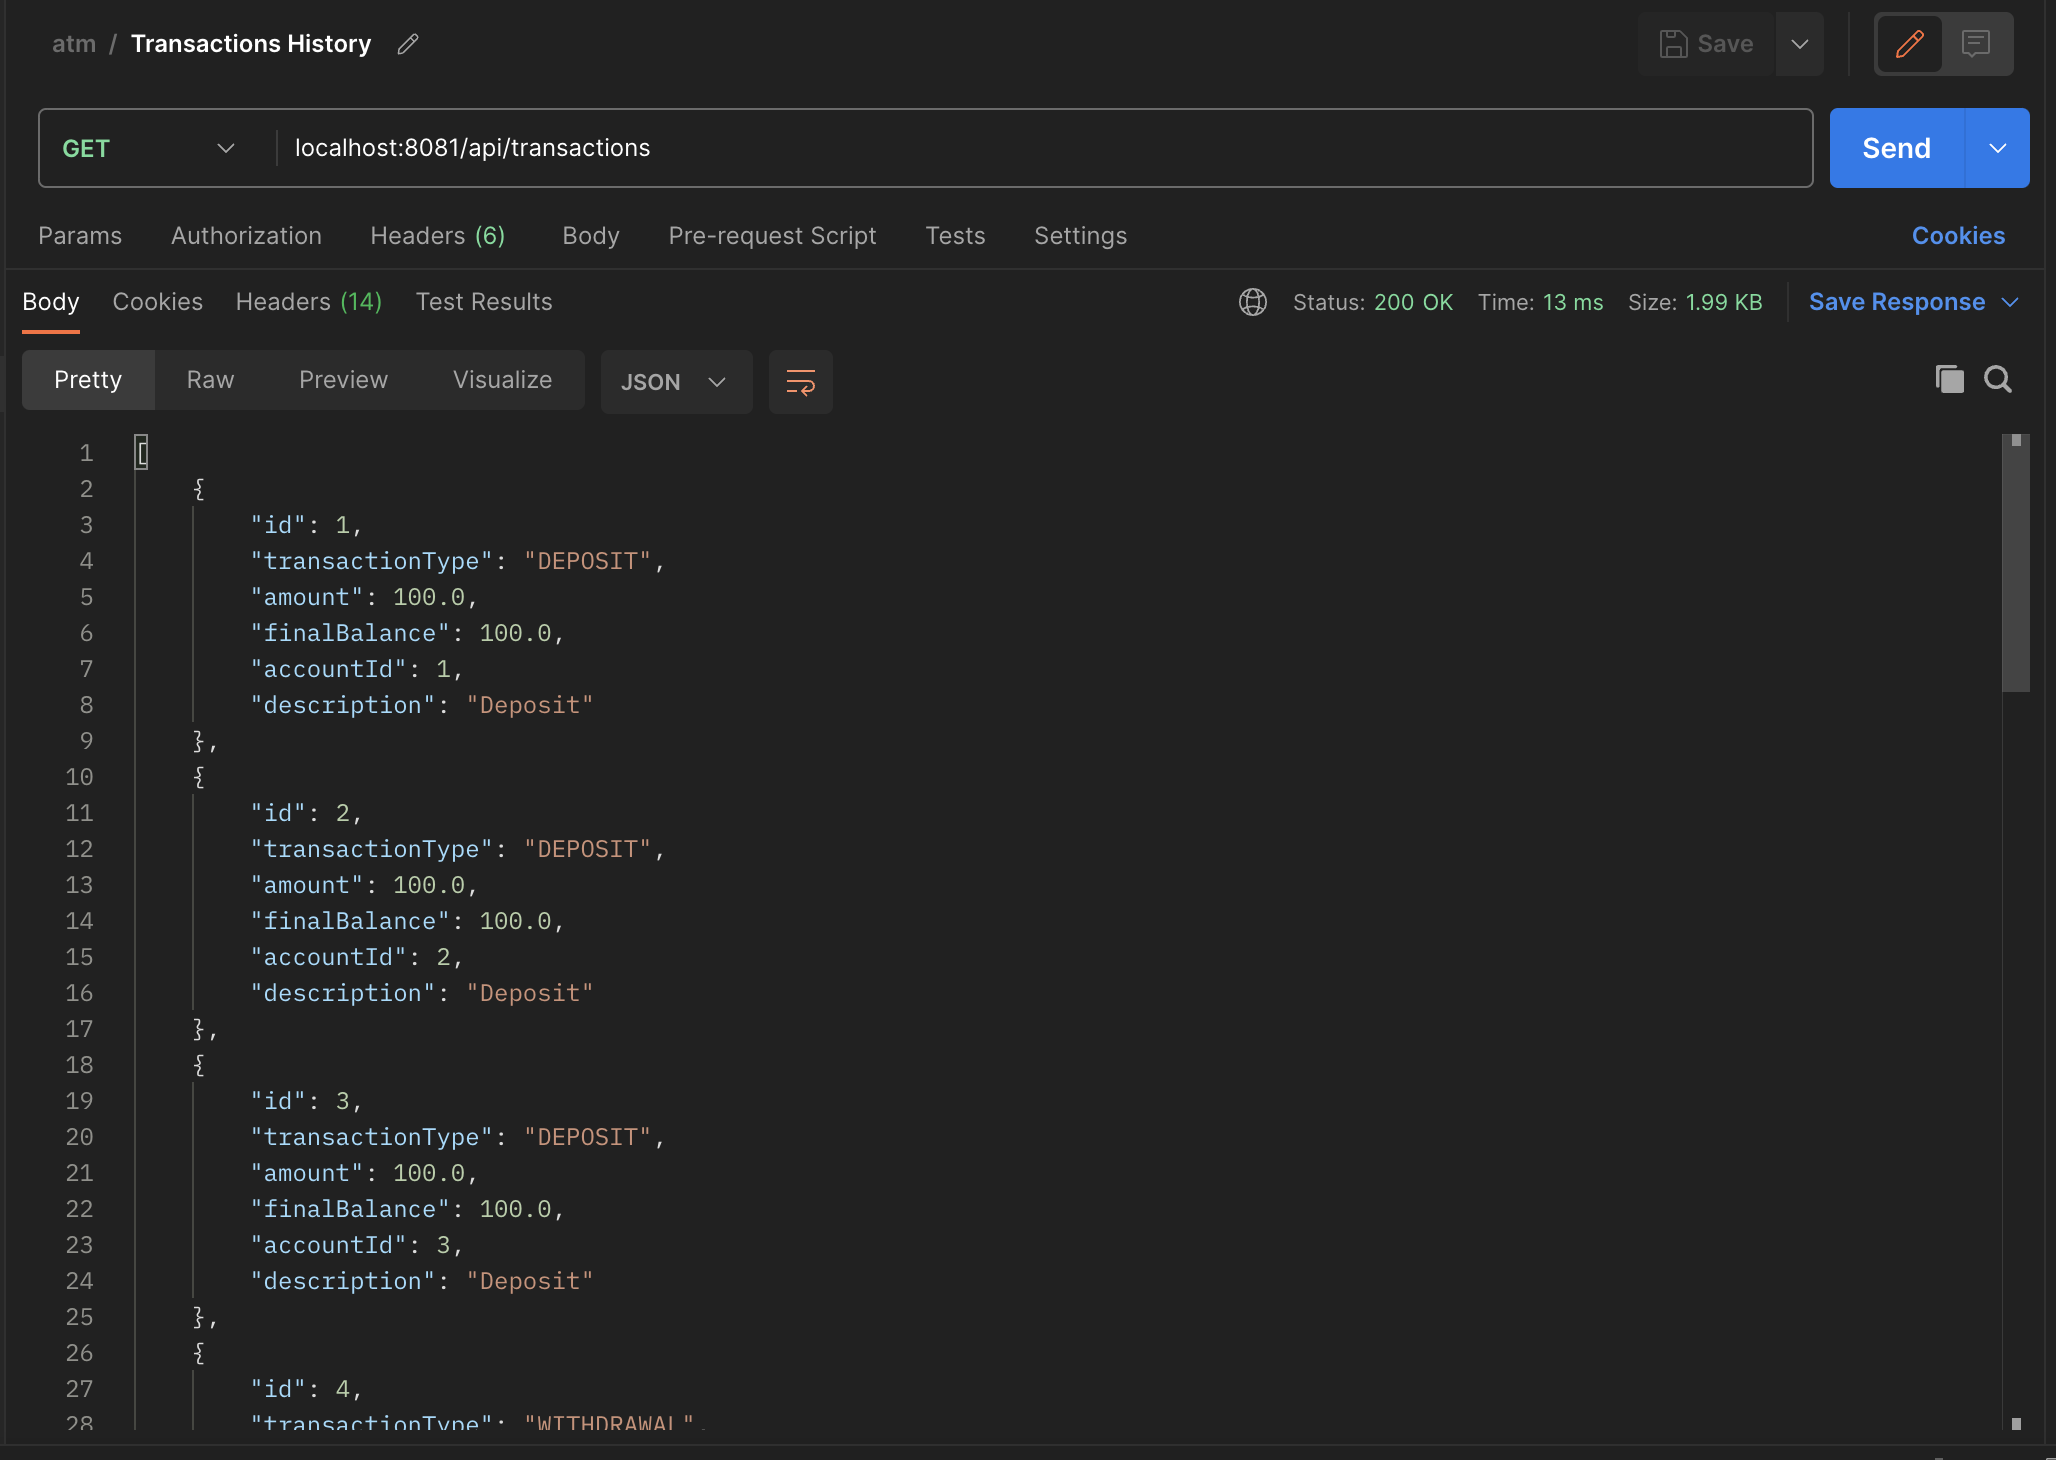 atm / Transactions History
Save
GET localhost:8081/api/transactions
Send
Params Authorization Headers (6) Body Pre-request Script Tests Settings Cookies
Body Cookies Headers (14) Test Results Status: 200 OK Time: 13 ms Size: 1.99 KB Save Response
Pretty Raw Preview Visualize JSON
1 [
2 {
3 "id": 1,
4 "transactionType": "DEPOSIT",
5 "amount": 100.0,
6 "finalBalance": 100.0,
7 "accountId": 1,
8 "description": "Deposit"
9 },
10 {
11 "id": 2,
12 "transactionType": "DEPOSIT",
13 "amount": 100.0,
14 "finalBalance": 100.0,
15 "accountId": 2,
16 "description": "Deposit"
17 },
18 {
19 "id": 3,
20 "transactionType": "DEPOSIT",
21 "amount": 100.0,
22 "finalBalance": 100.0,
23 "accountId": 3,
24 "description": "Deposit"
25 },
26 {
27 "id": 4,
28 "transactionType": "WITHDRAWAL",